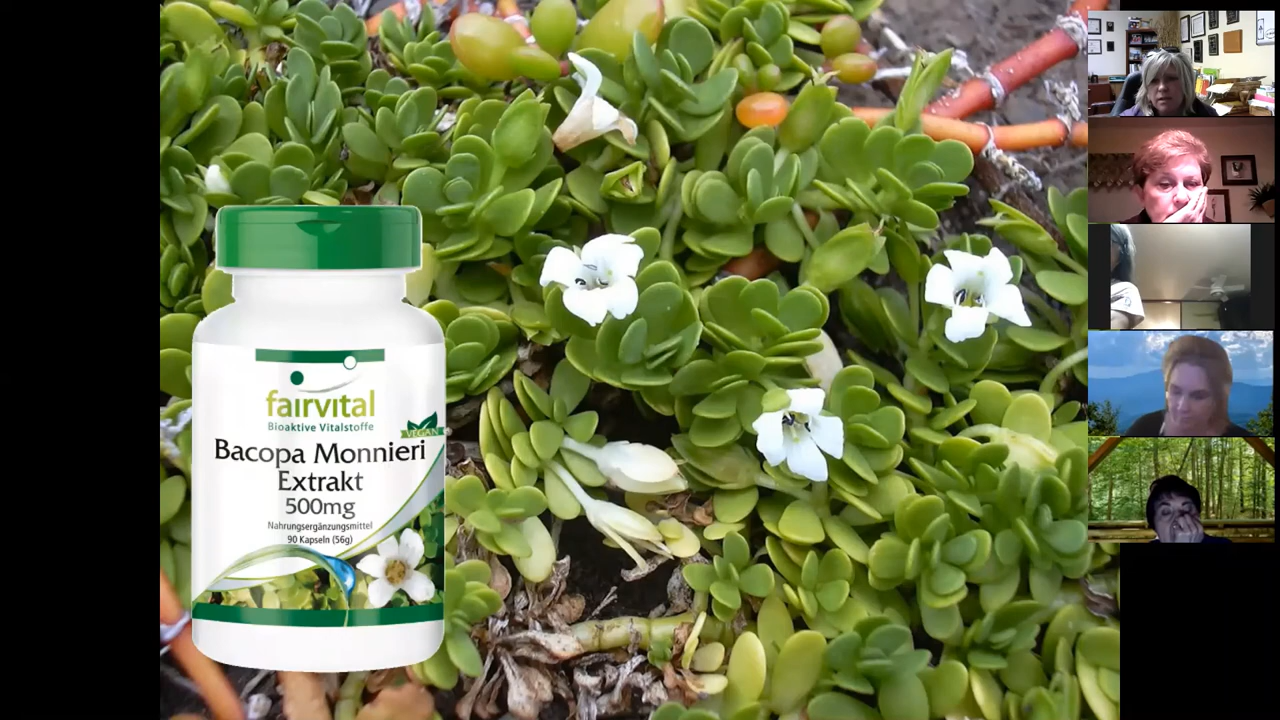 fairvital
Bioaktive Vitalstoffe
VEGAN
Bacopa Monnieri
Extrakt
500mg
Nahrungsergänzungsmittel
90 Kapseln (56g)